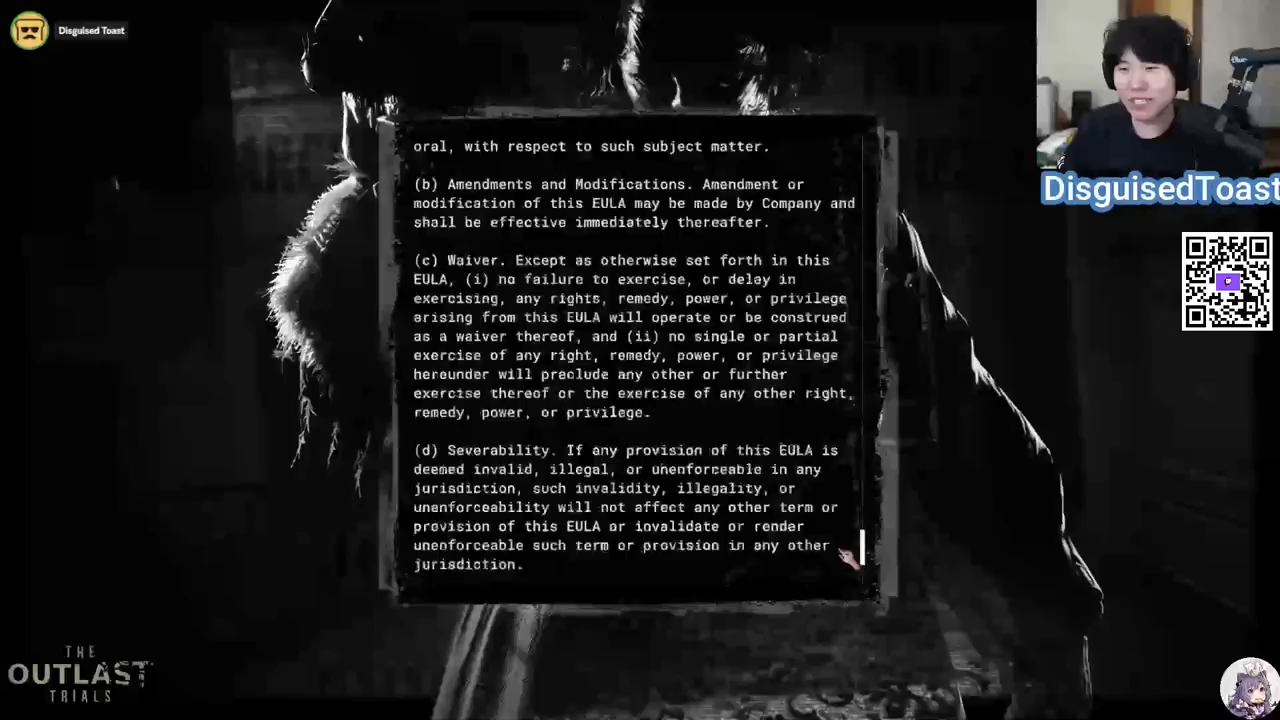 Disguised Toast
oral, with respect to such subject matter.
(b) Amendments and Modifications. Amendment or
modification of this EULA may be made by Company and
shall be effective immediately thereafter.
(c) Waiver. Except as otherwise set forth in this
EULA, (i) no failure to exercise, or delay in
exercising, any rights, remedy, power, or privilege
arising from this EULA will operate or be construed
as a waiver thereof, and (ii) no single or partial
exercise of any right, remedy, power, or privilege
hereunder will preclude any other or further
exercise thereof or the exercise of any other right,
remedy, power, or privilege.
(d) Severability. If any provision of this EULA is
deemed invalid, illegal, or unenforceable in any
jurisdiction, such invalidity, illegality, or
unenforceability will not affect any other term or
provision of this EULA or invalidate or render
unenforceable such term or provision in any other
jurisdiction.
DisguisedToast
THE
OUTLAST
TRIALS